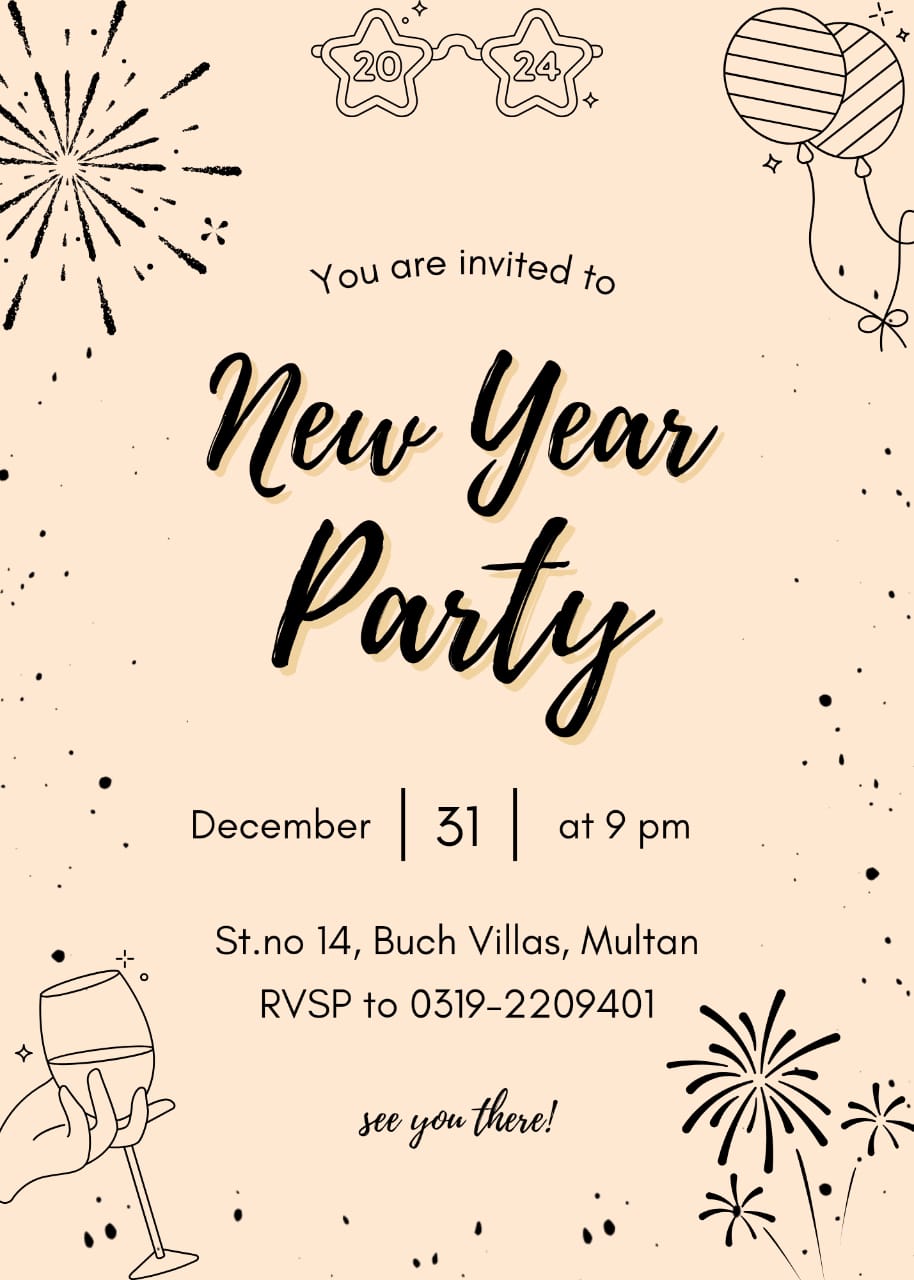 20 24
You are invited to
New Year
Party
December | 31 | at 9 pm
St.no 14, Buch Villas, Multan
RVSP to 0319-2209401
see you there!